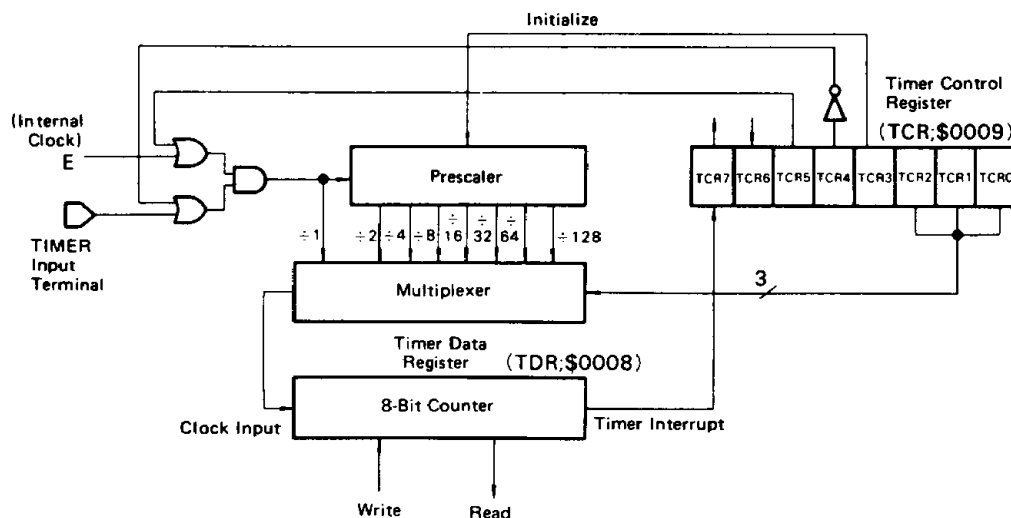 Initialize
(Internal
Clock)
E
Timer Control
Register
(TCR;$0009)
TCR7 TCR6 TCR5 TCR4 TCR3 TCR2 TCR1 TCR0
Prescaler
TIMER
Input
Terminal
÷1 ÷2 ÷4 ÷8 ÷16 ÷32 ÷64 ÷128
Multiplexer
3
Timer Data
Register
(TDR;$0008)
8-Bit Counter
Clock Input
Timer Interrupt
Write
Read